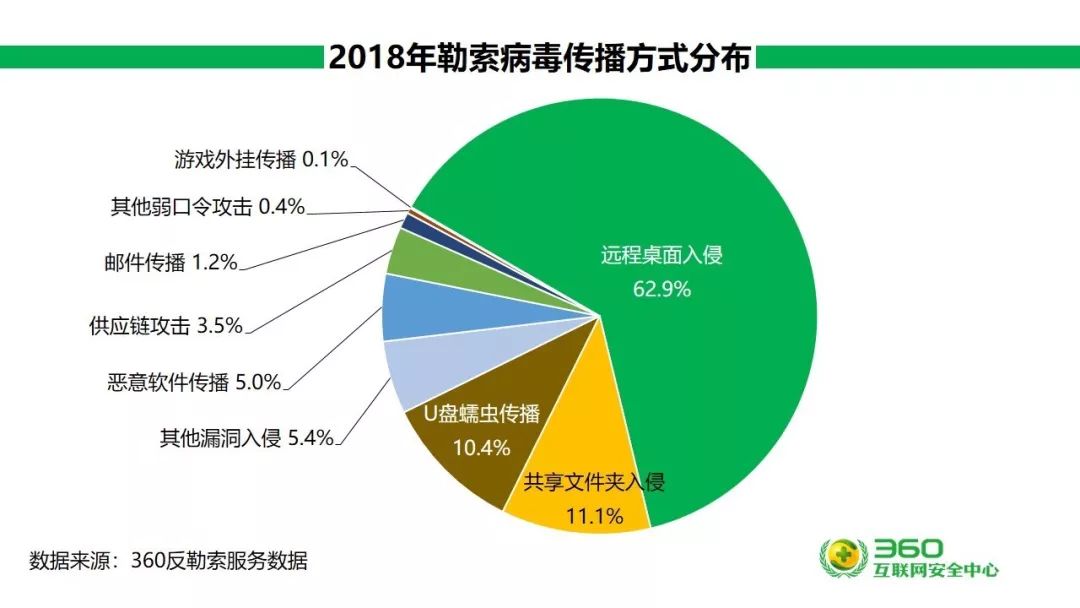 2018年勒索病毒传播方式分布
游戏外挂传播 0.1%
其他弱口令攻击 0.4%
邮件传播 1.2%
供应链攻击 3.5%
恶意软件传播 5.0%
其他漏洞入侵 5.4%
U盘蠕虫传播
10.4%
共享文件夹入侵
11.1%
远程桌面入侵
62.9%
数据来源：360反勒索服务数据
360
互联网安全中心